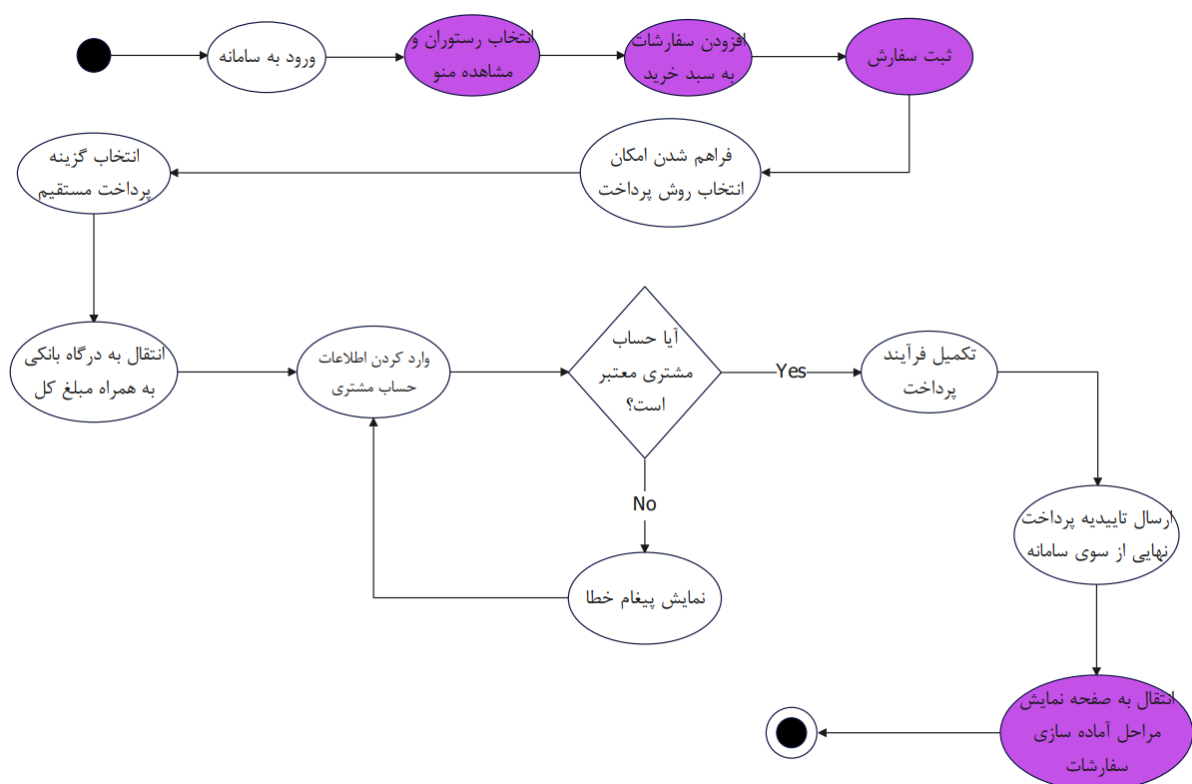 ورود به سامانه
انتخاب رستوران و
مشاهده منو
افزودن سفارشات
به سبد خرید
ثبت سفارش
فراهم شدن امکان
انتخاب روش پرداخت
انتخاب گزینه
پرداخت مستقیم
انتقال به درگاه بانکی
به همراه مبلغ کل
وارد کردن اطلاعات
حساب مشتری
آیا حساب
مشتری معتبر
است؟
Yes
تکمیل فرآیند
پرداخت
No
نمایش پیغام خطا
ارسال تاییدیه پرداخت
نهایی از سوی سامانه
انتقال به صفحه نمایش
مراحل آماده سازی
سفارشات